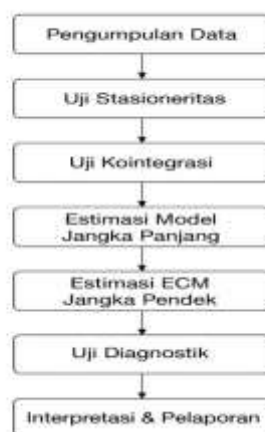 Pengumpulan Data
Uji Stasioneritas
Uji Kointegrasi
Estimasi Model
Jangka Panjang
Estimasi ECM
Jangka Pendek
Uji Diagnostik
Interpretasi & Pelaporan